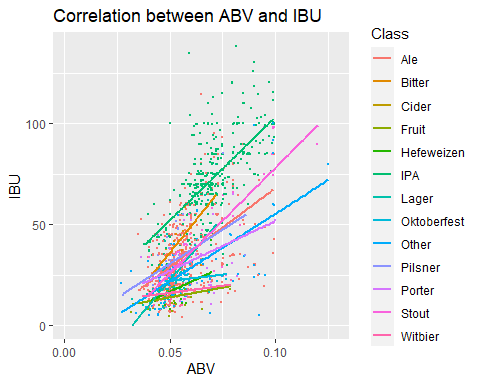 Correlation between ABV and IBU
IBU
100
50
0
0.00
0.05
0.10
ABV
Class
Ale
Bitter
Cider
Fruit
Hefeweizen
IPA
Lager
Oktoberfest
Other
Pilsner
Porter
Stout
Witbier